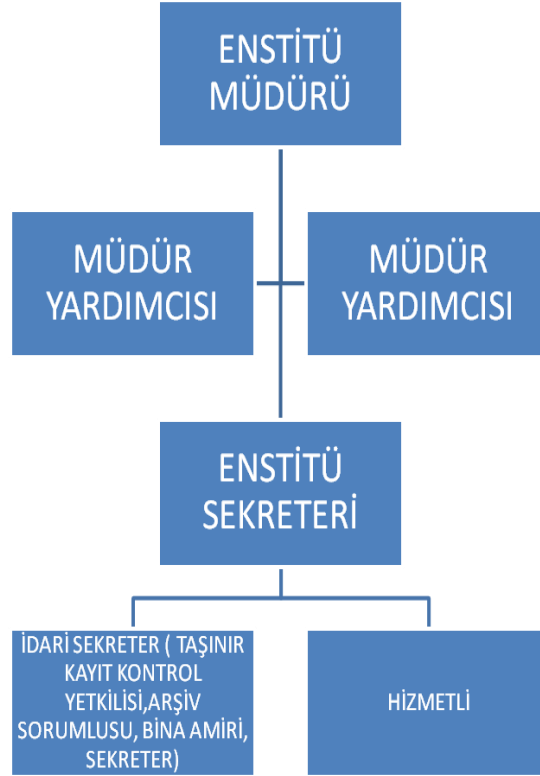 ENSTİTÜ
MÜDÜRÜ
MÜDÜR
YARDIMCISI
MÜDÜR
YARDIMCISI
ENSTİTÜ
SEKRETERİ
İDARİ SEKRETER ( TAŞINIR
KAYIT KONTROL
YETKİLİSİ,ARŞİV
SORUMLUSU, BİNA AMİRİ,
SEKRETER)
HİZMETLİ